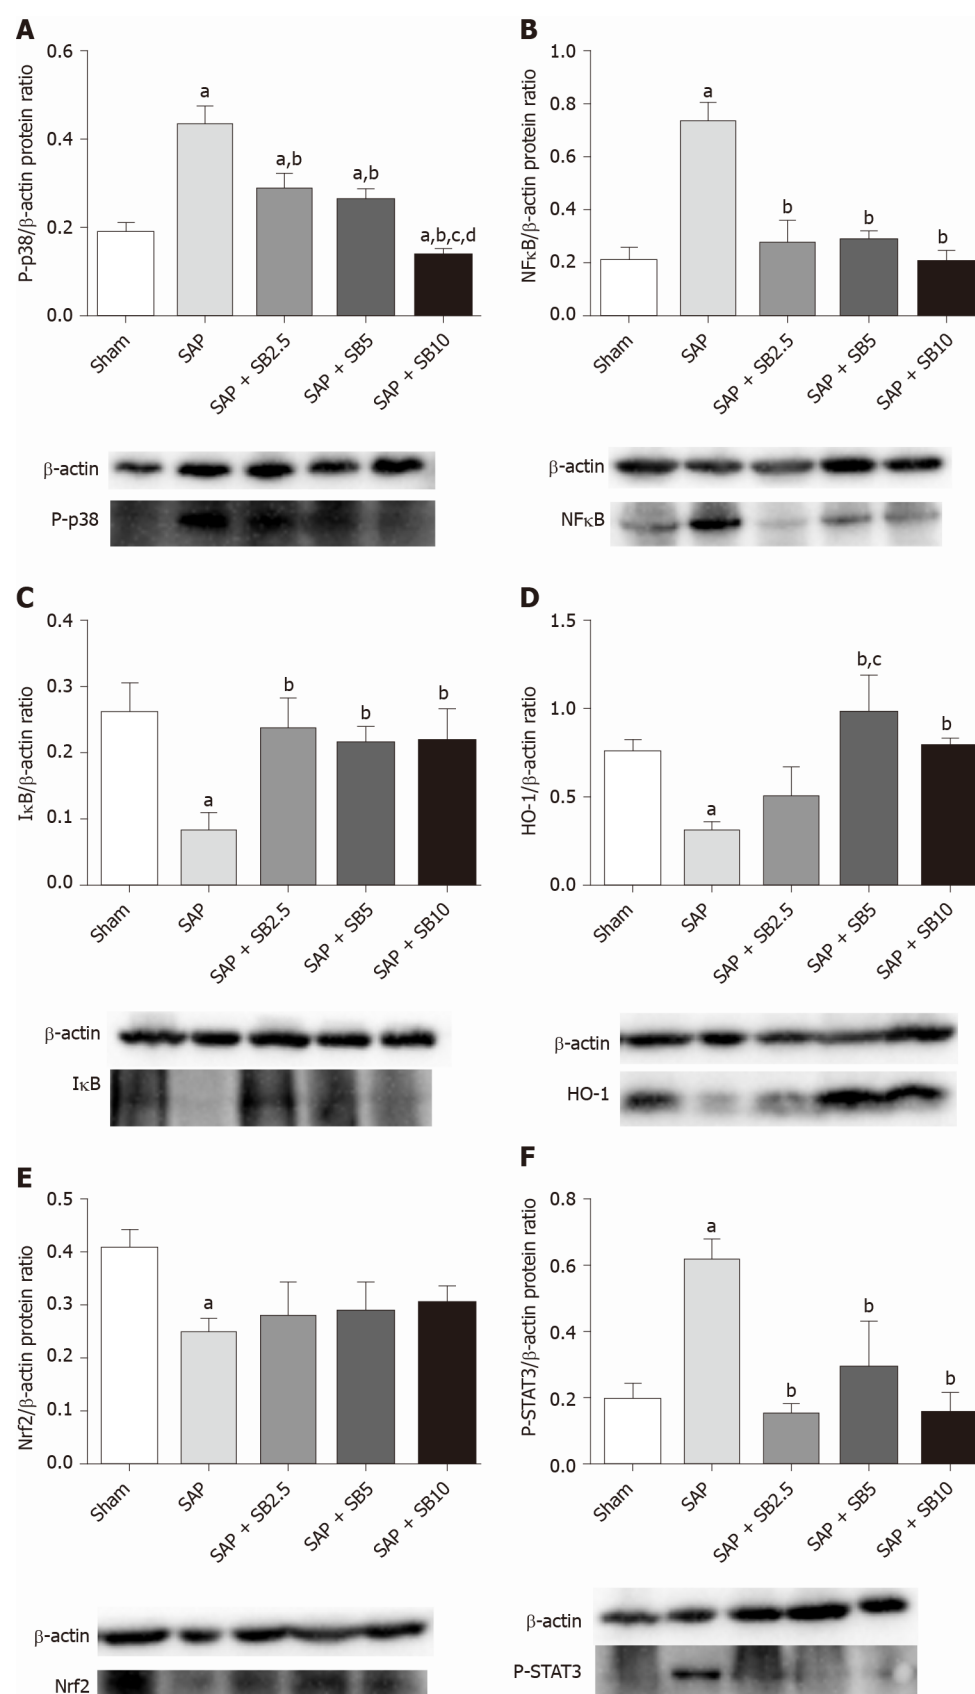 A
P-p38/β-actin protein ratio
0.6
0.4
0.2
0.0
a
a,b
a,b
a,b,c,d
Sham
SAP
SAP + SB2.5
SAP + SB5
SAP + SB10
β-actin
P-p38
B
NFκB/β-actin protein ratio
1.0
0.8
0.6
0.4
0.2
0.0
a
b
b
b
Sham
SAP
SAP + SB2.5
SAP + SB5
SAP + SB10
β-actin
NFκB
C
IκB/β-actin ratio
0.4
0.3
0.2
0.1
0.0
a
b
b
b
Sham
SAP
SAP + SB2.5
SAP + SB5
SAP + SB10
β-actin
IκB
D
HO-1/β-actin ratio
1.5
1.0
0.5
0.0
a
b,c
b
Sham
SAP
SAP + SB2.5
SAP + SB5
SAP + SB10
β-actin
HO-1
E
Nrf2/β-actin protein ratio
0.5
0.4
0.3
0.2
0.1
0.0
a
Sham
SAP
SAP + SB2.5
SAP + SB5
SAP + SB10
β-actin
Nrf2
F
P-STAT3/β-actin protein ratio
0.8
0.6
0.4
0.2
0.0
a
b
b
b
Sham
SAP
SAP + SB2.5
SAP + SB5
SAP + SB10
β-actin
P-STAT3